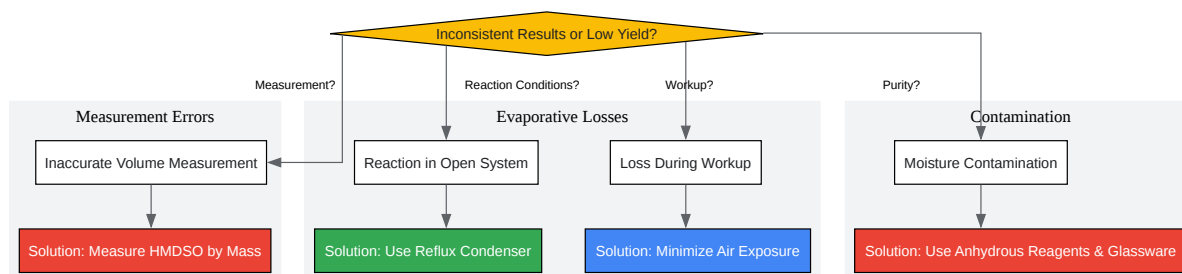 Inconsistent Results or Low Yield?
Measurement?
Reaction Conditions?
Workup?
Purity?
Measurement Errors
Evaporative Losses
Contamination
Inaccurate Volume Measurement
Reaction in Open System
Loss During Workup
Moisture Contamination
Solution: Measure HMDSO by Mass
Solution: Use Reflux Condenser
Solution: Minimize Air Exposure
Solution: Use Anhydrous Reagents & Glassware